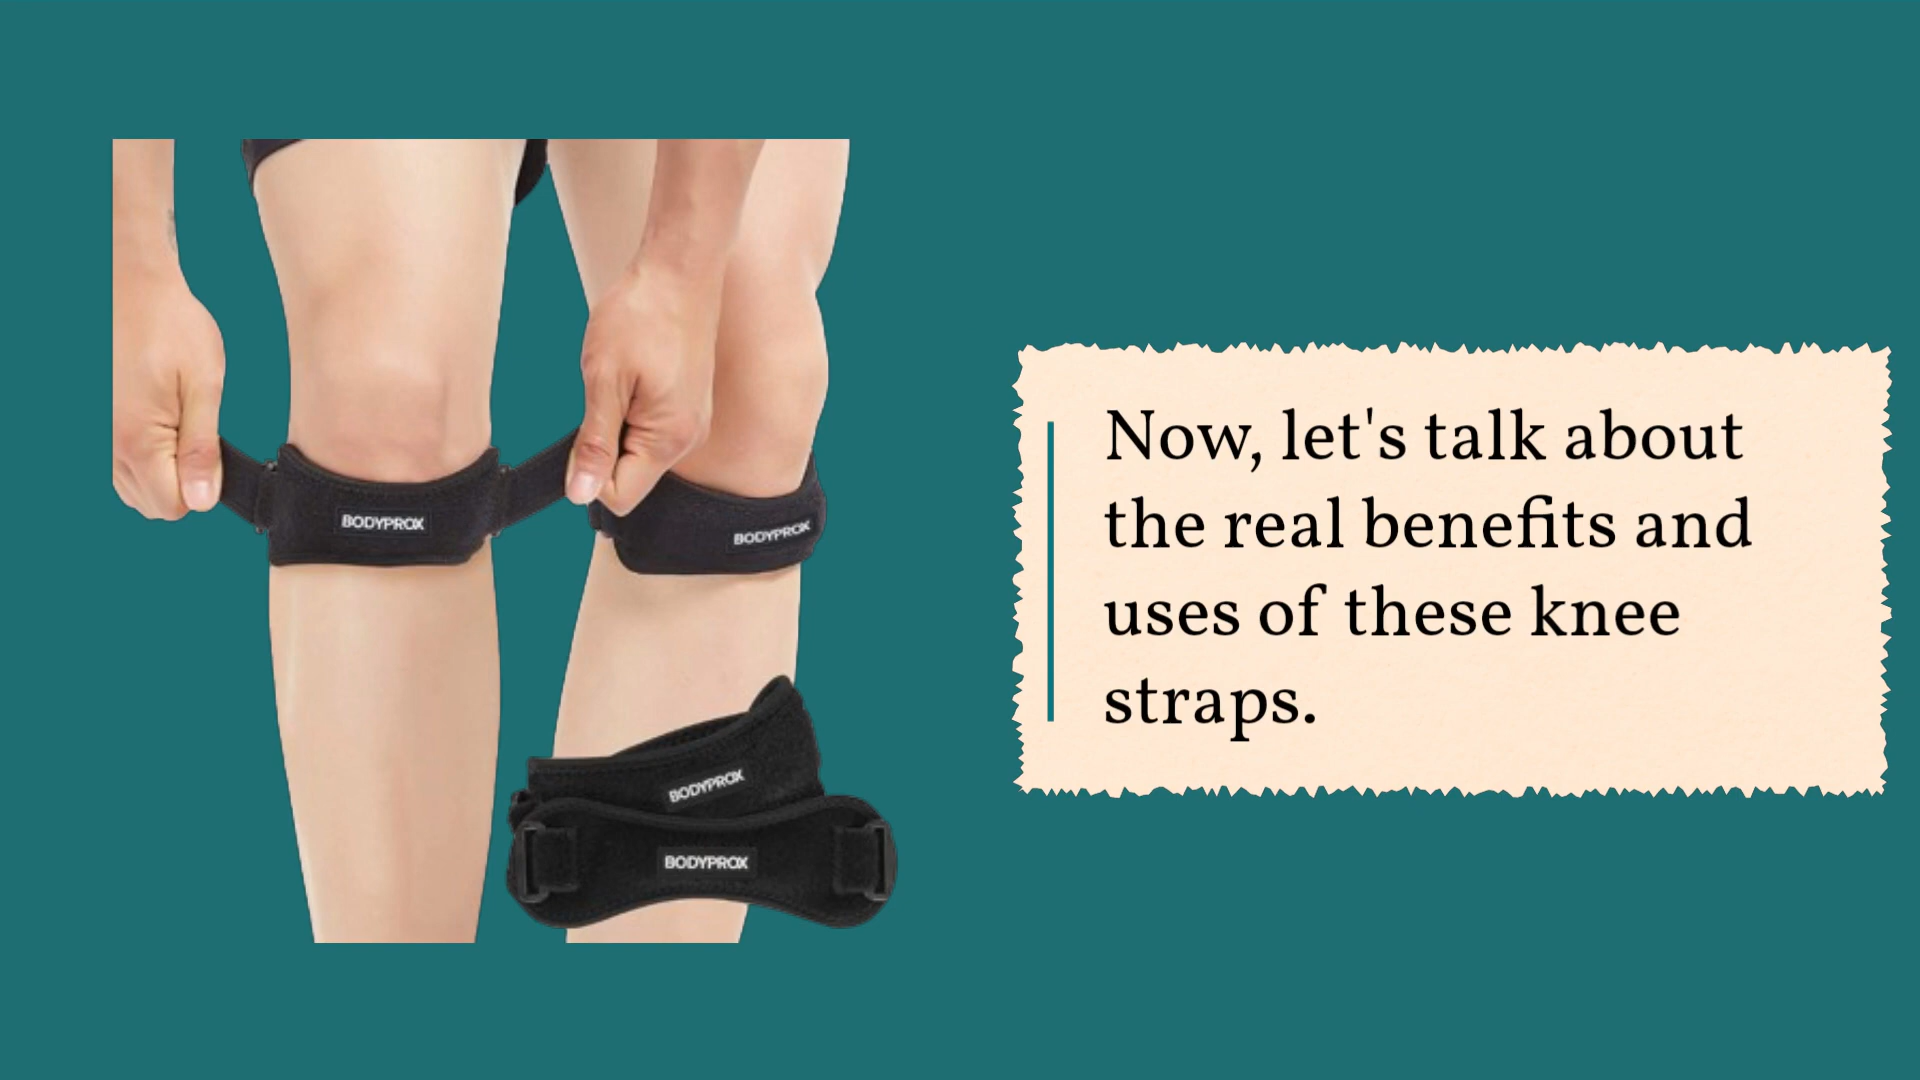 BODYPROX
BODYPROX
BODYPROX
BODYPROX
Now, let's talk about
the real benefits and
uses of these knee
straps.